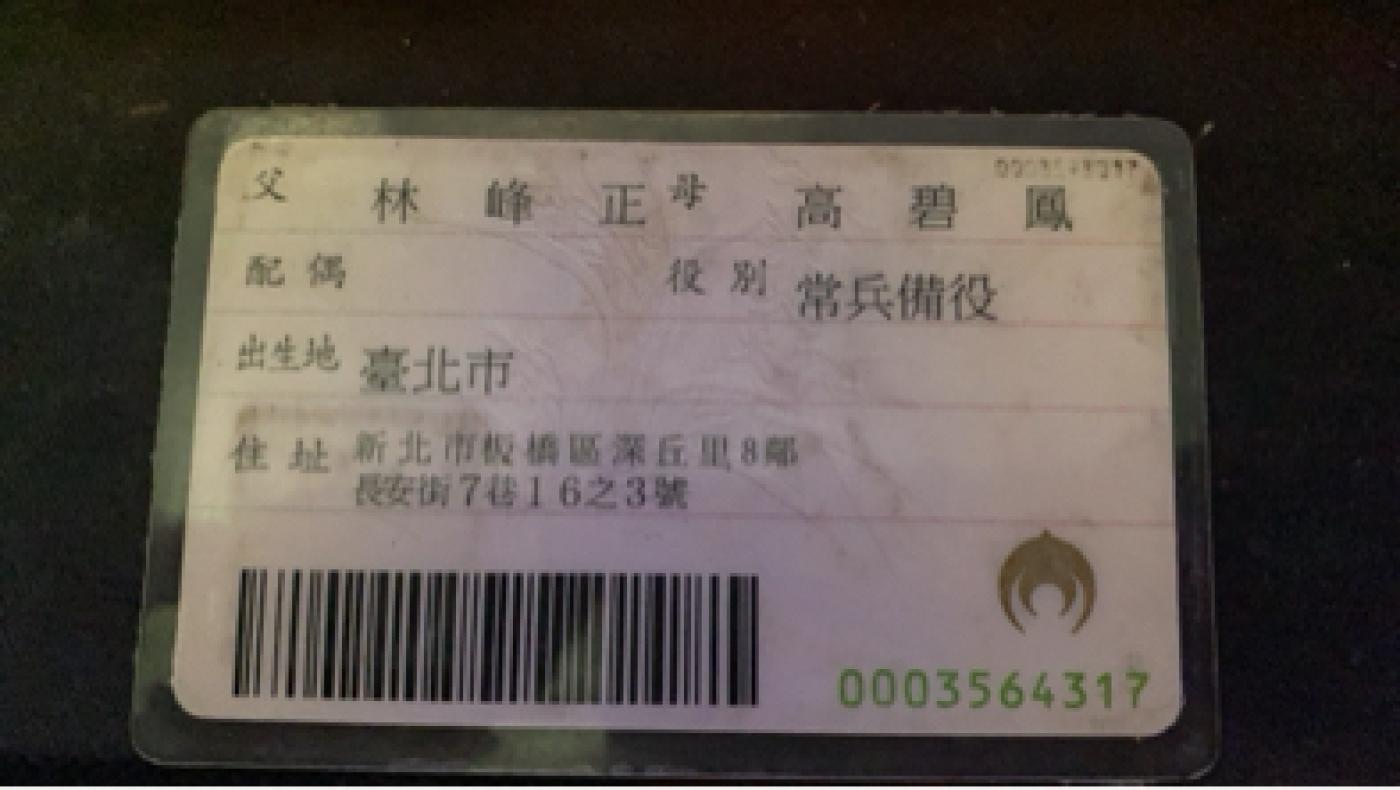 父 林峰正 母 高碧鳳
配偶 役別 常兵備役
出生地 臺北市
住址 新北市板橋區深丘里8鄰
長安街7巷16之3號
0003564317